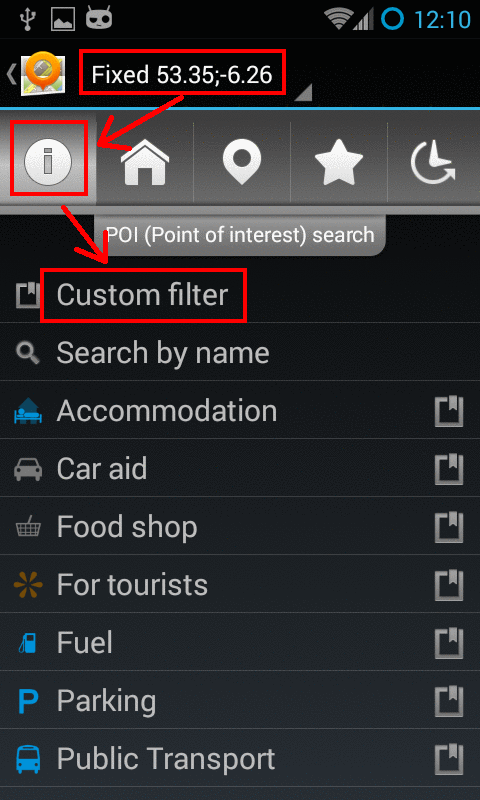 12:10
Fixed 53.35;-6.26
POI (Point of interest) search
Custom filter
Search by name
Accommodation
Car aid
Food shop
For tourists
Fuel
P Parking
Public Transport